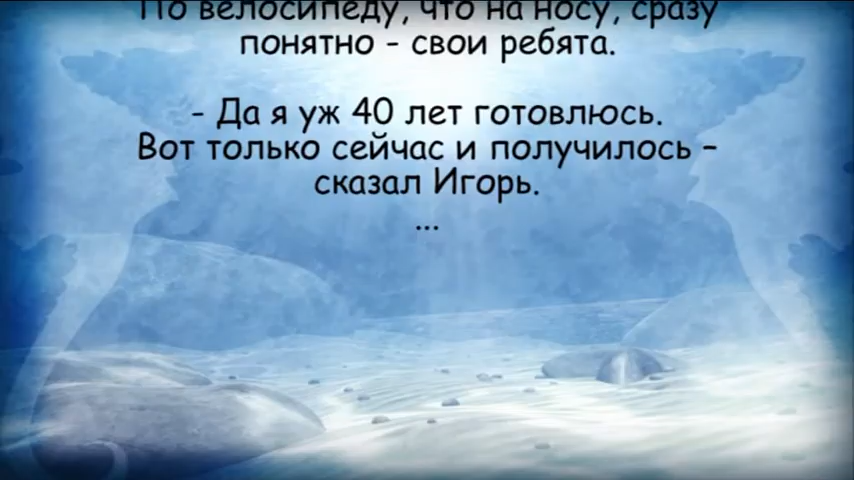 По велосипеду, что на носу, сразу
понятно - свои ребята.
- Да я уж 40 лет готовлюсь.
Вот только сейчас и получилось –
сказал Игорь.
...